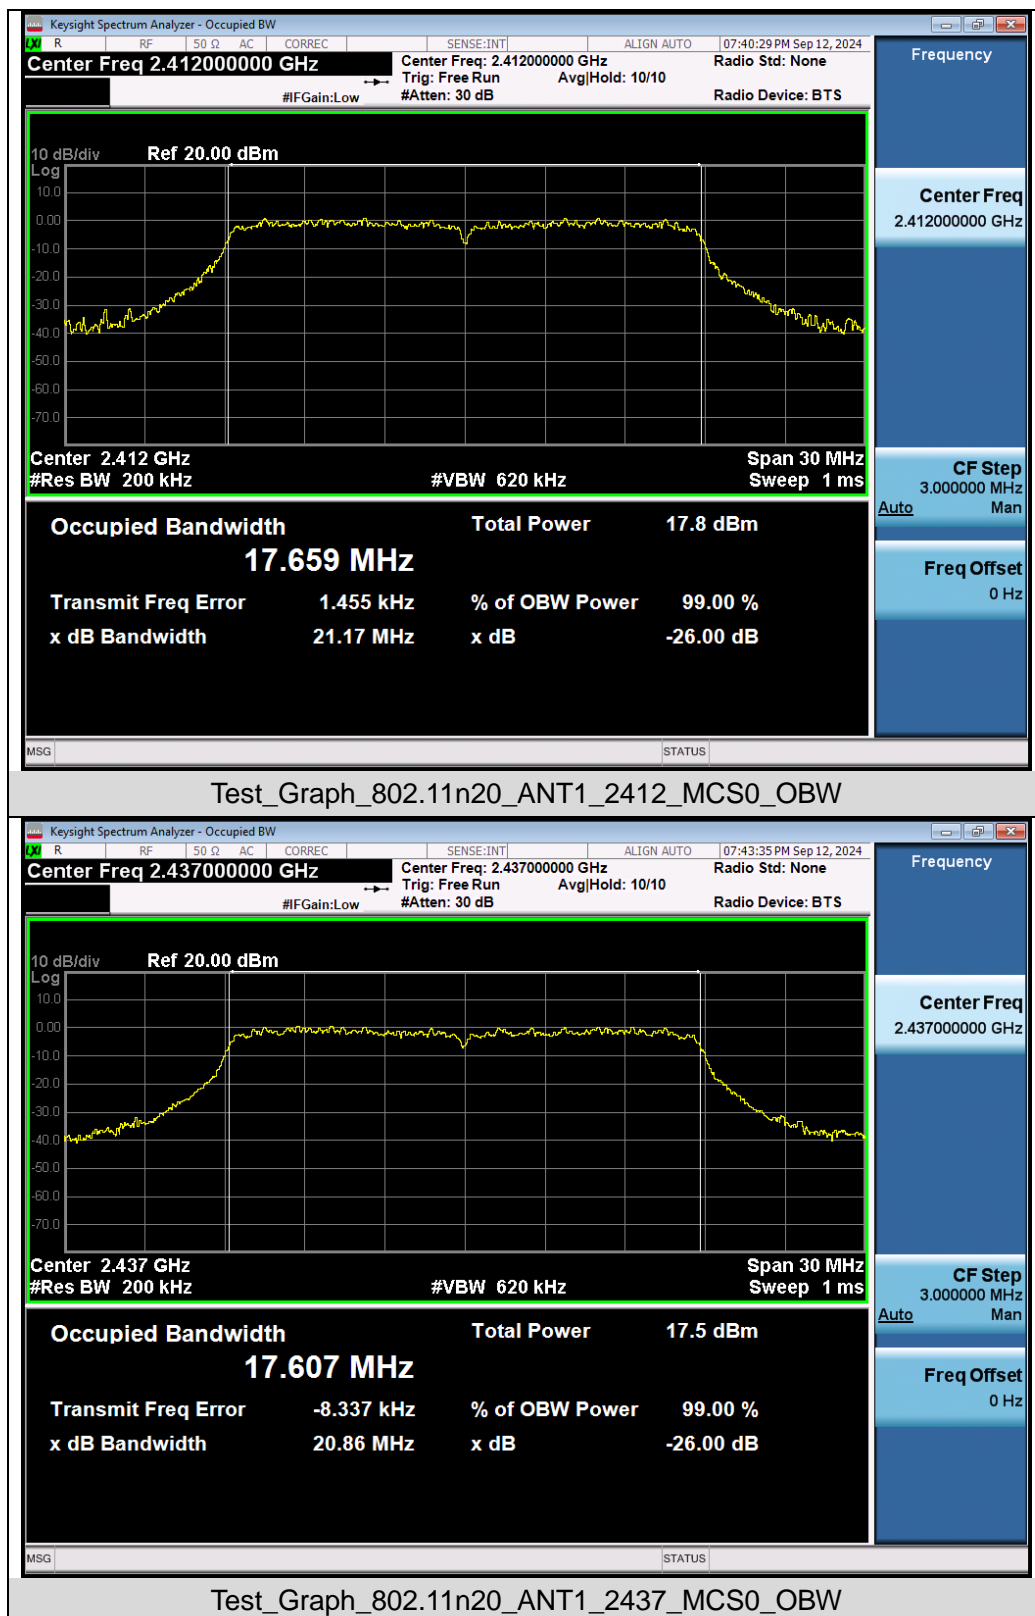 Keysight Spectrum Analyzer - Occupied BW
LXI R RF 50 Ω AC CORREC SENSE:INT ALIGN AUTO 07:40:29 PM Sep 12, 2024
Center Freq 2.412000000 GHz
Center Freq: 2.412000000 GHz Radio Std: None
Trig: Free Run Avg|Hold: 10/10
#IFGain:Low #Atten: 30 dB Radio Device: BTS
Frequency
10 dB/div Ref 20.00 dBm
Log
10.0
0.00
-10.0
-20.0
-30.0
-40.0
-50.0
-60.0
-70.0
Center 2.412 GHz Span 30 MHz
#Res BW 200 kHz #VBW 620 kHz Sweep 1 ms
Center Freq
2.412000000 GHz
CF Step
3.000000 MHz
Auto Man
Freq Offset
0 Hz
Occupied Bandwidth Total Power 17.8 dBm
17.659 MHz
Transmit Freq Error 1.455 kHz % of OBW Power 99.00 %
x dB Bandwidth 21.17 MHz x dB -26.00 dB
MSG STATUS
Test_Graph_802.11n20_ANT1_2412_MCS0_OBW
Keysight Spectrum Analyzer - Occupied BW
LXI R RF 50 Ω AC CORREC SENSE:INT ALIGN AUTO 07:43:35 PM Sep 12, 2024
Center Freq 2.437000000 GHz
Center Freq: 2.437000000 GHz Radio Std: None
Trig: Free Run Avg|Hold: 10/10
#IFGain:Low #Atten: 30 dB Radio Device: BTS
Frequency
10 dB/div Ref 20.00 dBm
Log
10.0
0.00
-10.0
-20.0
-30.0
-40.0
-50.0
-60.0
-70.0
Center 2.437 GHz Span 30 MHz
#Res BW 200 kHz #VBW 620 kHz Sweep 1 ms
Center Freq
2.437000000 GHz
CF Step
3.000000 MHz
Auto Man
Freq Offset
0 Hz
Occupied Bandwidth Total Power 17.5 dBm
17.607 MHz
Transmit Freq Error -8.337 kHz % of OBW Power 99.00 %
x dB Bandwidth 20.86 MHz x dB -26.00 dB
MSG STATUS
Test_Graph_802.11n20_ANT1_2437_MCS0_OBW